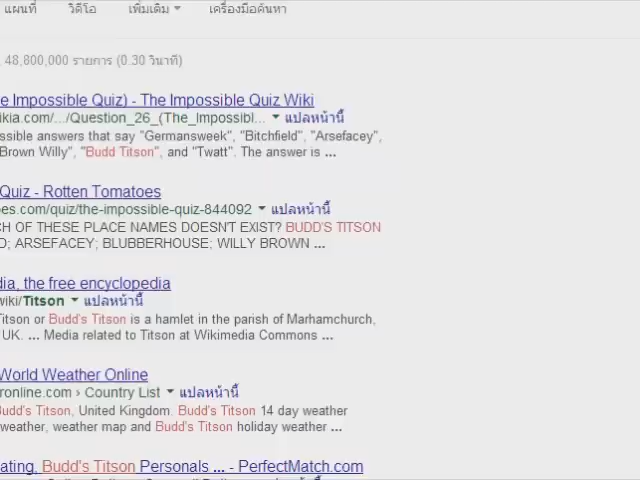 แผนที่ วิดีโอ เพิ่มเติม เครื่องมือค้นหา
48,800,000 รายการ (0.30 วินาที)
e Impossible Quiz) - The Impossible Quiz Wiki
ikia.com/.../Question_26_(The_Impossibl... แปลหน้านี้
ssible answers that say "Germansweek", "Bitchfield", "Arsefacey",
Brown Willy", "Budd Titson", and "Twatt". The answer is ...
Quiz - Rotten Tomatoes
es.com/quiz/the-impossible-quiz-844092 แปลหน้านี้
CH OF THESE PLACE NAMES DOESN'T EXIST? BUDD'S TITSON
D; ARSEFACEY; BLUBBERHOUSE; WILLY BROWN ...
dia, the free encyclopedia
wiki/Titson แปลหน้านี้
Titson or Budd's Titson is a hamlet in the parish of Marhamchurch,
UK. ... Media related to Titson at Wikimedia Commons ...
World Weather Online
ronline.com › Country List แปลหน้านี้
Budd's Titson, United Kingdom. Budd's Titson 14 day weather
weather, weather map and Budd's Titson holiday weather ...
ating, Budd's Titson Personals ... - PerfectMatch.com